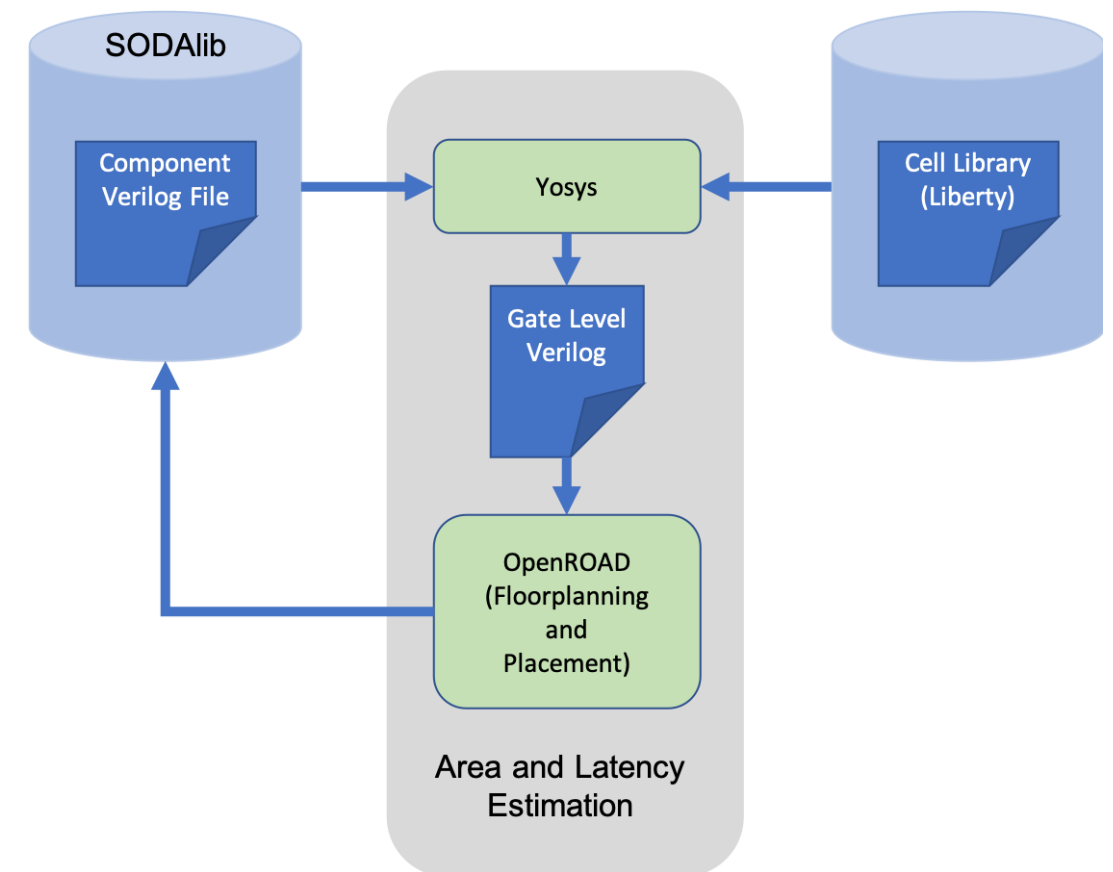 SODAlib
Component
Verilog File
Yosys
Cell Library
(Liberty)
Gate Level
Verilog
OpenROAD
(Floorplanning
and
Placement)
Area and Latency
Estimation